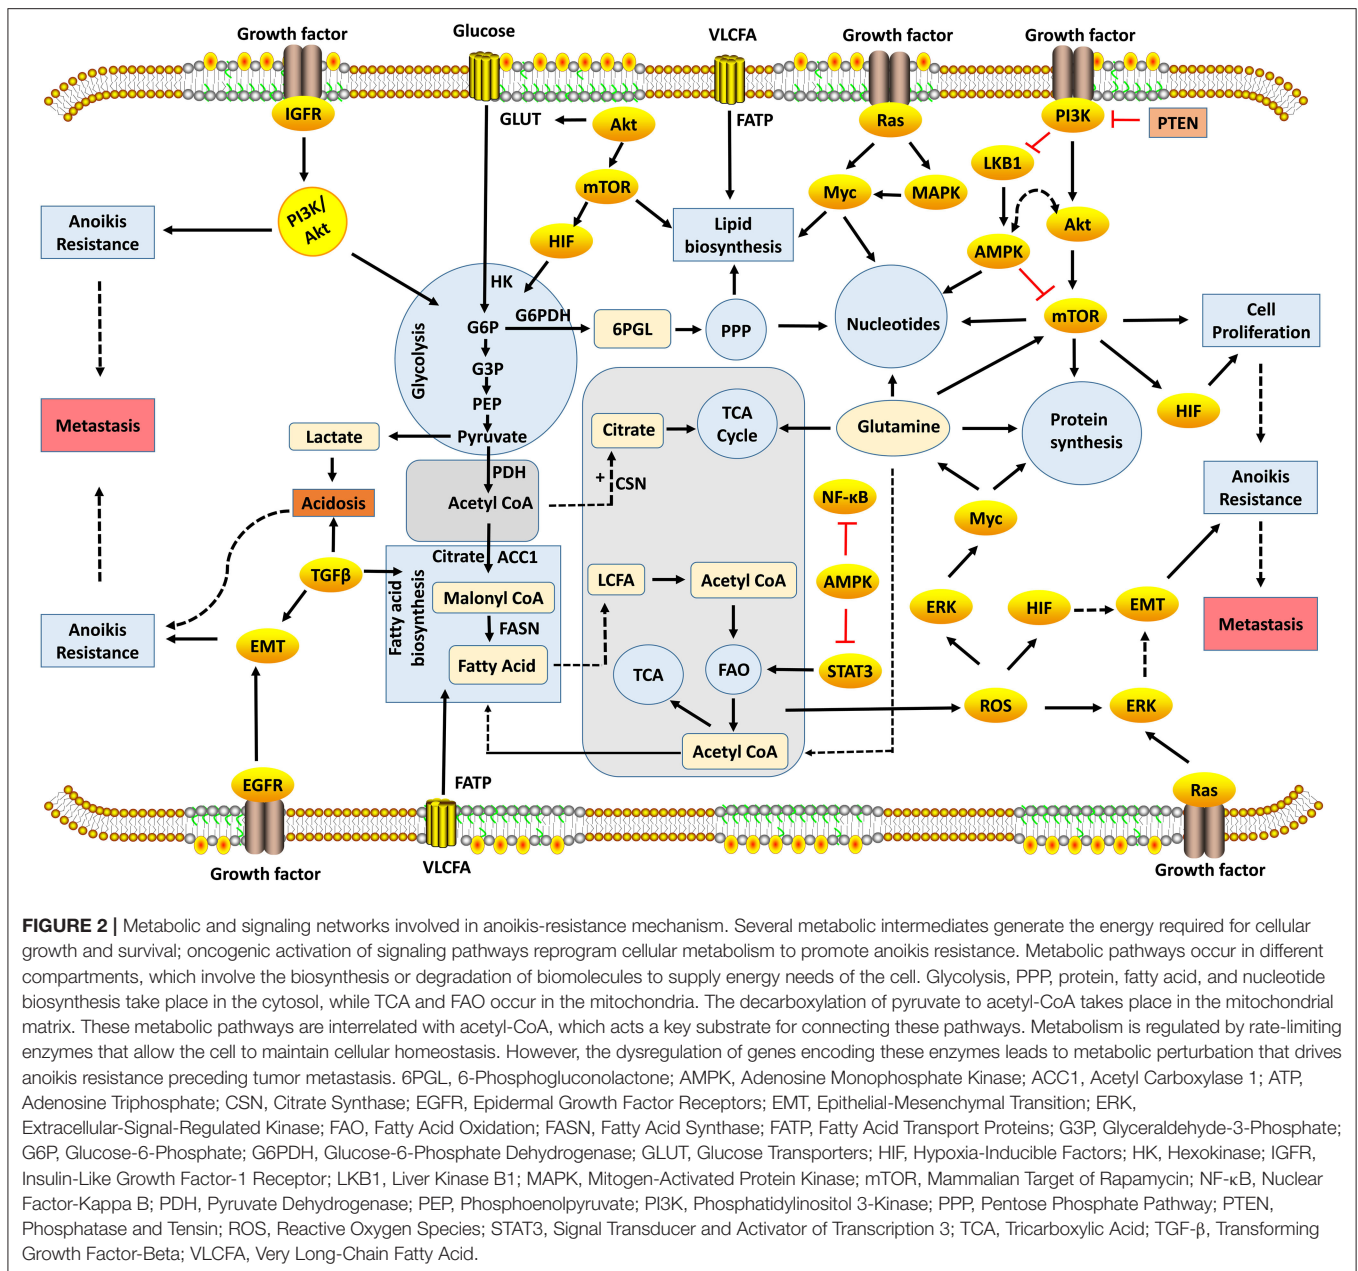 Growth factor
Glucose
VLCFA
Growth factor
Growth factor
IGFR
GLUT
Akt
FATP
Ras
PI3K
PTEN
LKB1
mTOR
Myc
MAPK
Anoikis
Resistance
PI3K/
Akt
HIF
Lipid
biosynthesis
Akt
AMPK
HK
Glycolysis
G6P
G6PDH
6PGL
PPP
Nucleotides
mTOR
Cell
Proliferation
G3P
PEP
Pyruvate
Metastasis
Lactate
Citrate
TCA
Cycle
Glutamine
Protein
synthesis
HIF
PDH
+
CSN
Acetyl CoA
Acidosis
NF-κB
Myc
Anoikis
Resistance
Citrate
ACC1
TGFβ
Fatty acid
biosynthesis
Malonyl CoA
LCFA
Acetyl CoA
AMPK
ERK
HIF
EMT
Metastasis
FASN
Anoikis
Resistance
EMT
Fatty Acid
TCA
FAO
STAT3
ROS
ERK
Acetyl CoA
EGFR
FATP
Ras
VLCFA
Growth factor
Growth factor
FIGURE 2 | Metabolic and signaling networks involved in anoikis-resistance mechanism. Several metabolic intermediates generate the energy required for cellular
growth and survival; oncogenic activation of signaling pathways reprogram cellular metabolism to promote anoikis resistance. Metabolic pathways occur in different
compartments, which involve the biosynthesis or degradation of biomolecules to supply energy needs of the cell. Glycolysis, PPP, protein, fatty acid, and nucleotide
biosynthesis take place in the cytosol, while TCA and FAO occur in the mitochondria. The decarboxylation of pyruvate to acetyl-CoA takes place in the mitochondrial
matrix. These metabolic pathways are interrelated with acetyl-CoA, which acts a key substrate for connecting these pathways. Metabolism is regulated by rate-limiting
enzymes that allow the cell to maintain cellular homeostasis. However, the dysregulation of genes encoding these enzymes leads to metabolic perturbation that drives
anoikis resistance preceding tumor metastasis. 6PGL, 6-Phosphogluconolactone; AMPK, Adenosine Monophosphate Kinase; ACC1, Acetyl Carboxylase 1; ATP,
Adenosine Triphosphate; CSN, Citrate Synthase; EGFR, Epidermal Growth Factor Receptors; EMT, Epithelial-Mesenchymal Transition; ERK,
Extracellular-Signal-Regulated Kinase; FAO, Fatty Acid Oxidation; FASN, Fatty Acid Synthase; FATP, Fatty Acid Transport Proteins; G3P, Glyceraldehyde-3-Phosphate;
G6P, Glucose-6-Phosphate; G6PDH, Glucose-6-Phosphate Dehydrogenase; GLUT, Glucose Transporters; HIF, Hypoxia-Inducible Factors; HK, Hexokinase; IGFR,
Insulin-Like Growth Factor-1 Receptor; LKB1, Liver Kinase B1; MAPK, Mitogen-Activated Protein Kinase; mTOR, Mammalian Target of Rapamycin; NF-κB, Nuclear
Factor-Kappa B; PDH, Pyruvate Dehydrogenase; PEP, Phosphoenolpyruvate; PI3K, Phosphatidylinositol 3-Kinase; PPP, Pentose Phosphate Pathway; PTEN,
Phosphatase and Tensin; ROS, Reactive Oxygen Species; STAT3, Signal Transducer and Activator of Transcription 3; TCA, Tricarboxylic Acid; TGF-β, Transforming
Growth Factor-Beta; VLCFA, Very Long-Chain Fatty Acid.